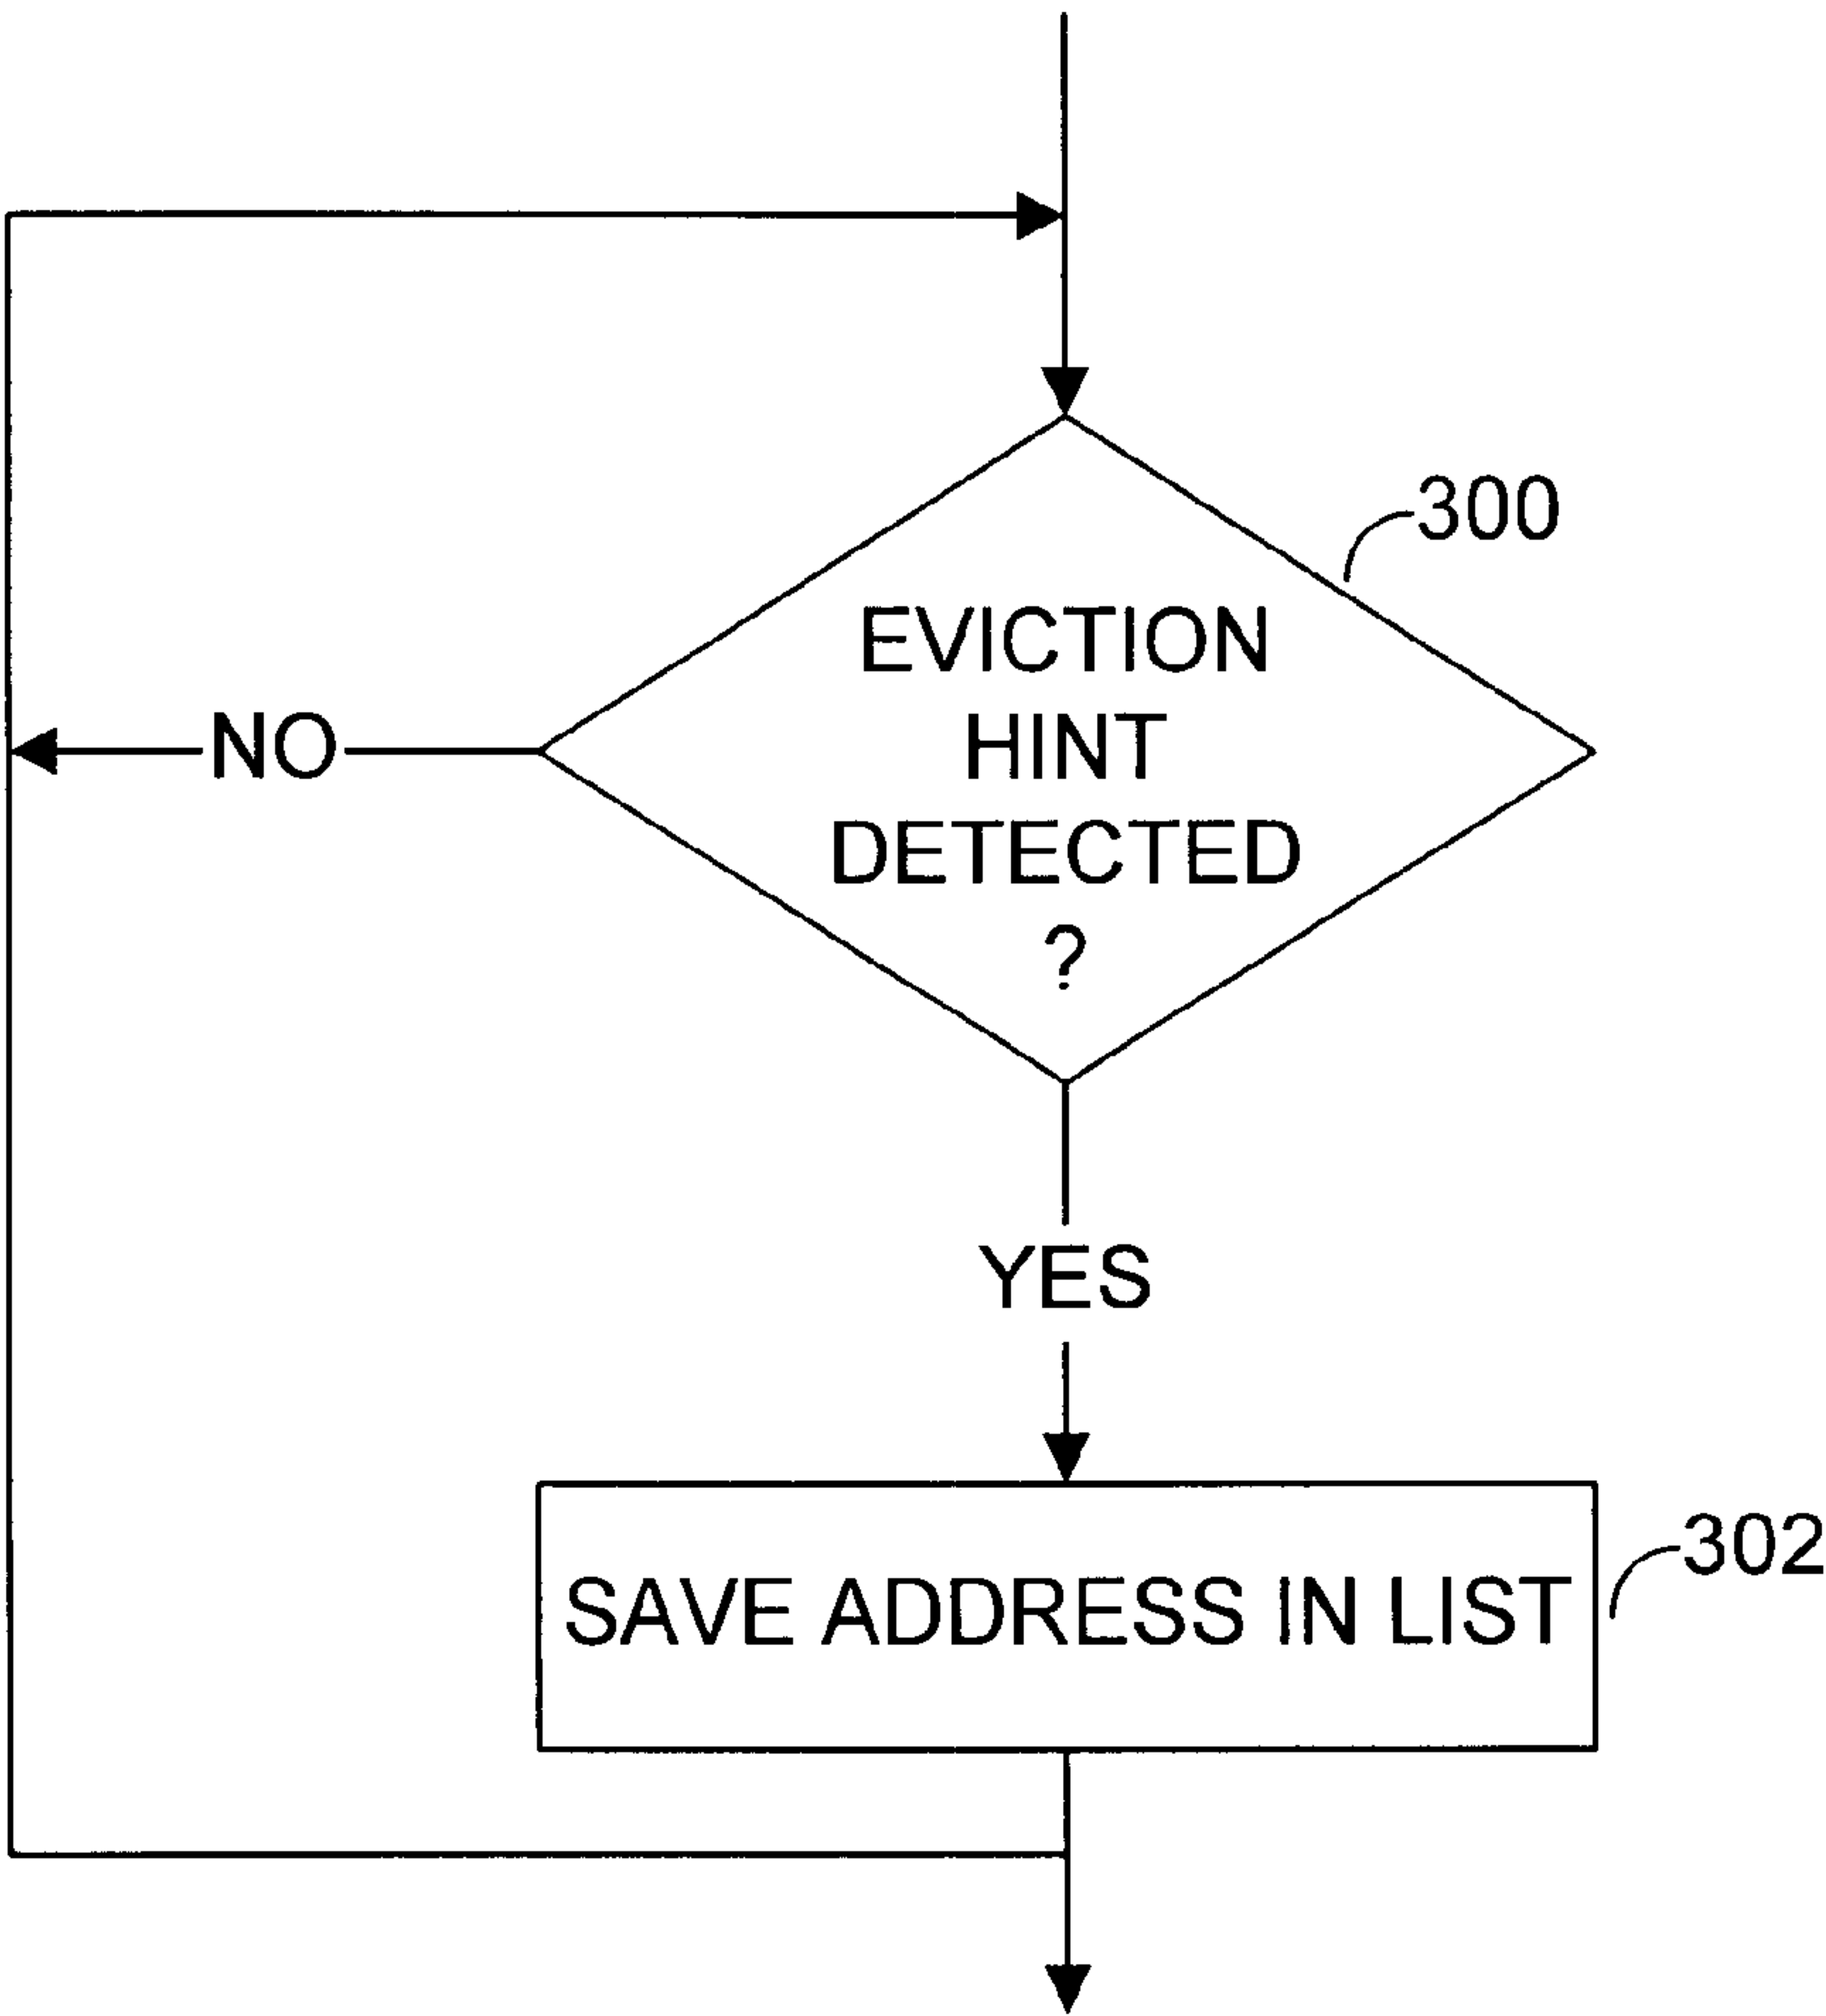 300
EVICTION
HINT
DETECTED
?
NO
YES
302
SAVE ADDRESS IN LIST